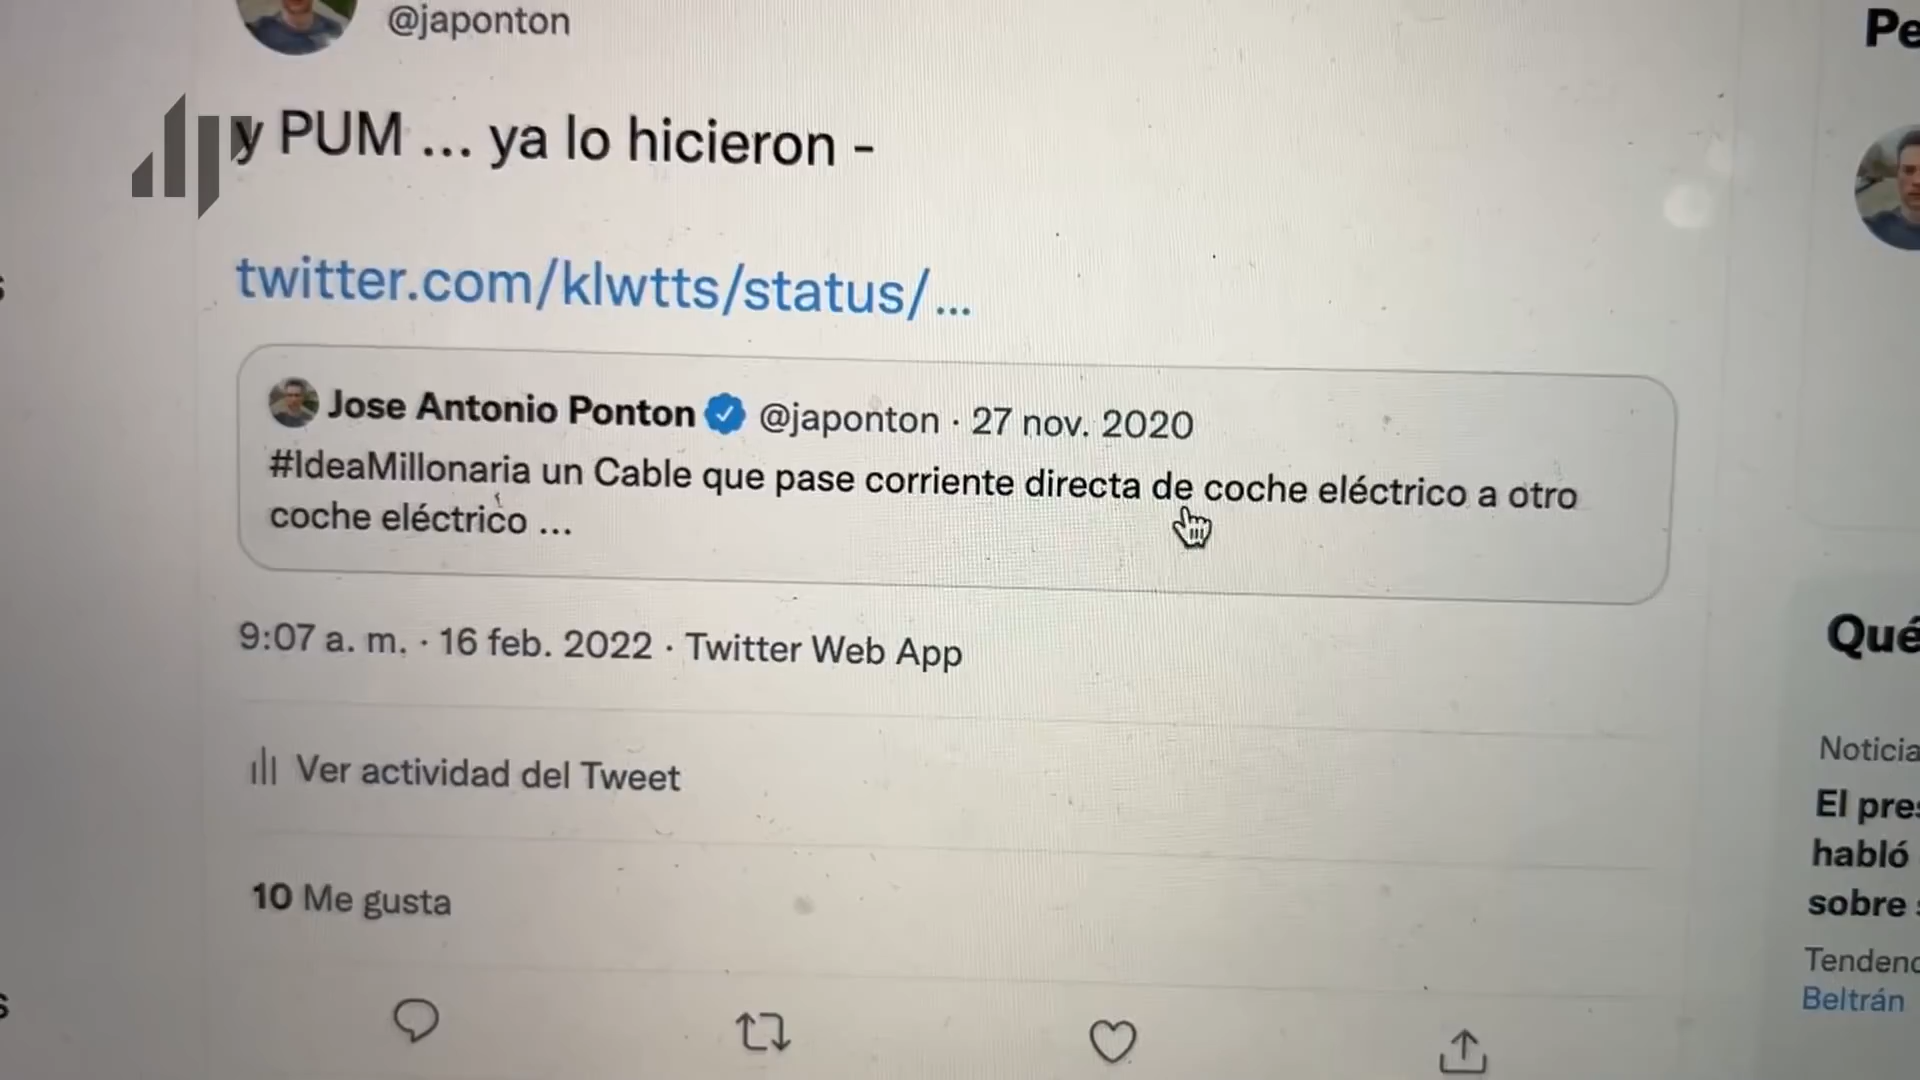 @japonton
Pe
y PUM ... ya lo hicieron -
twitter.com/klwtts/status/...
Jose Antonio Ponton @japonton · 27 nov. 2020
#IdeaMillonaria un Cable que pase corriente directa de coche eléctrico a otro
coche eléctrico ...
9:07 a. m. · 16 feb. 2022 · Twitter Web App
Ver actividad del Tweet
10 Me gusta
Qué
Noticia
El pres
habló
sobre s
Tendenc
Beltrán